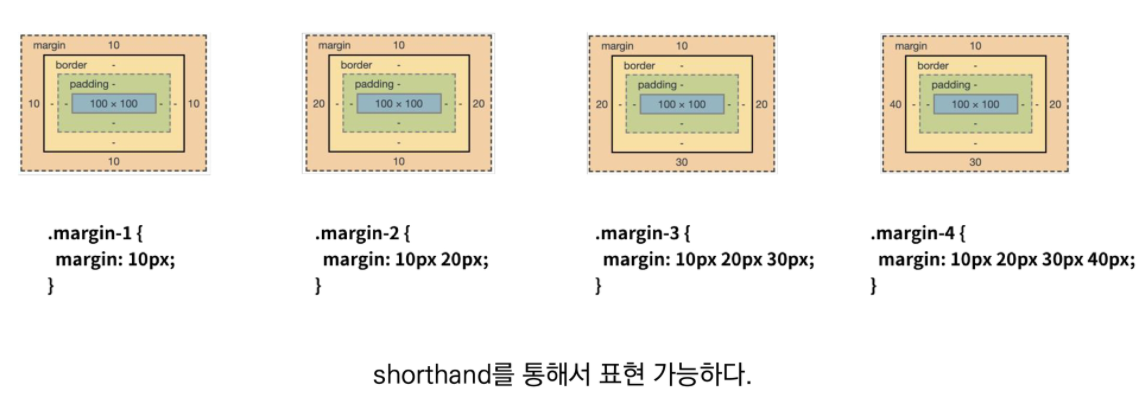 margin 10
border -
padding -
10 - - 100 × 100 - - 10
-
-
10
margin 10
border -
padding -
20 - - 100 × 100 - - 20
-
-
10
margin 10
border -
padding -
20 - - 100 × 100 - - 20
-
-
30
margin 10
border -
padding -
40 - - 100 × 100 - - 20
-
-
30
.margin-1 {
margin: 10px;
}
.margin-2 {
margin: 10px 20px;
}
.margin-3 {
margin: 10px 20px 30px;
}
.margin-4 {
margin: 10px 20px 30px 40px;
}
shorthand를 통해서 표현 가능하다.